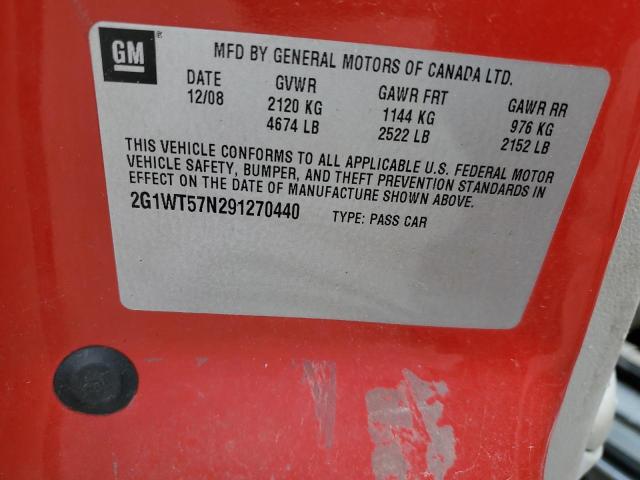 GM ®
MFD BY GENERAL MOTORS OF CANADA LTD.
DATE GVWR GAWR FRT GAWR RR
12/08 2120 KG 1144 KG 976 KG
4674 LB 2522 LB 2152 LB
THIS VEHICLE CONFORMS TO ALL APPLICABLE U.S. FEDERAL MOTOR
VEHICLE SAFETY, BUMPER, AND THEFT PREVENTION STANDARDS IN
EFFECT ON THE DATE OF MANUFACTURE SHOWN ABOVE.
2G1WT57N291270440 TYPE: PASS CAR